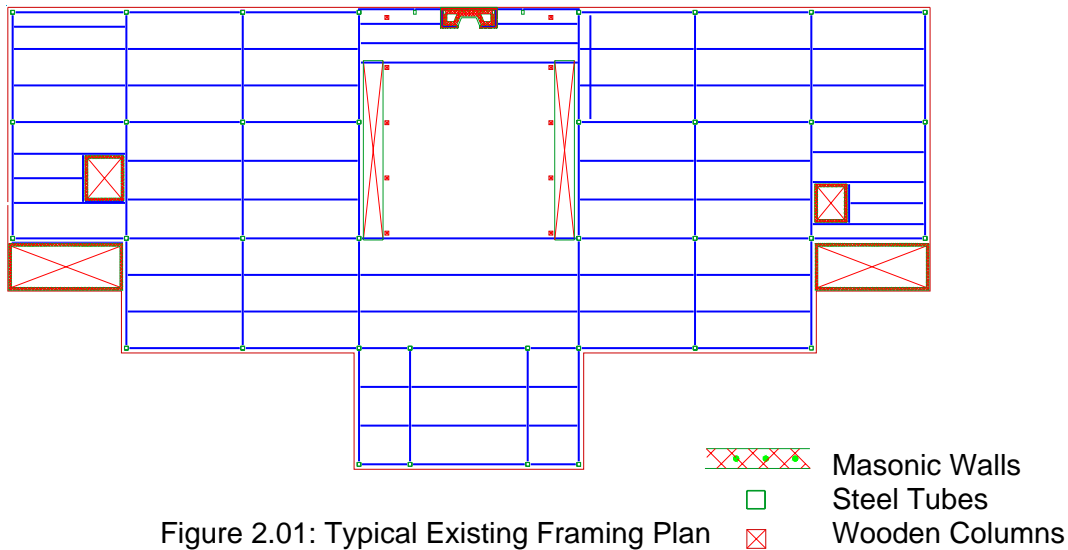 Masonic Walls
Steel Tubes
Figure 2.01: Typical Existing Framing Plan
Wooden Columns